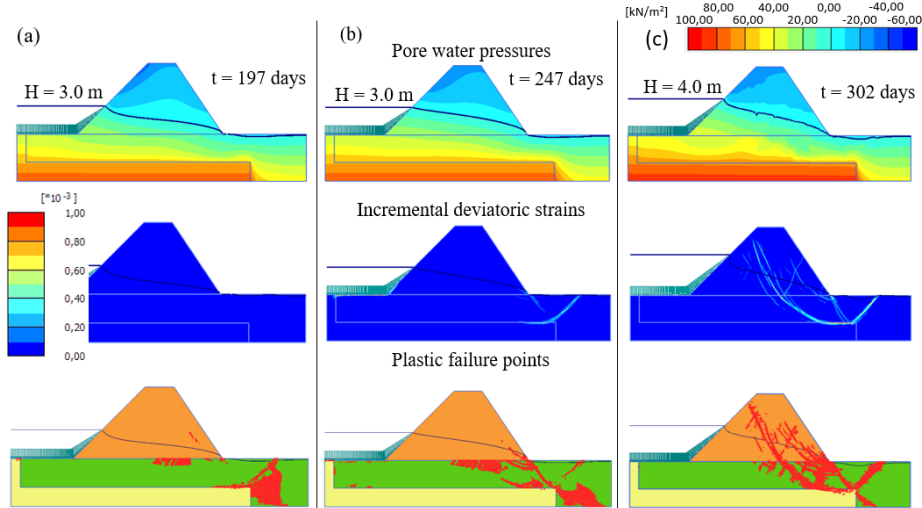 [kN/m²]
80,00 40,00 0,00 -40,00
100,00 60,00 20,00 -20,00 -60,00
(a)
(b)
(c)
Pore water pressures
t = 197 days
t = 247 days
t = 302 days
H = 3.0 m
H = 3.0 m
H = 4.0 m
[*10 -3]
1,00
0,80
0,60
0,40
0,20
0,00
Incremental deviatoric strains
Plastic failure points